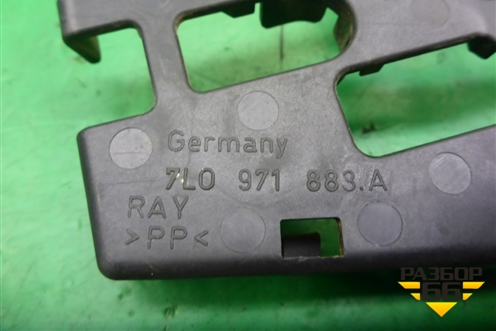 Germany
7L0 971 883.A
RAY
>PP<
РАЗБОР
66